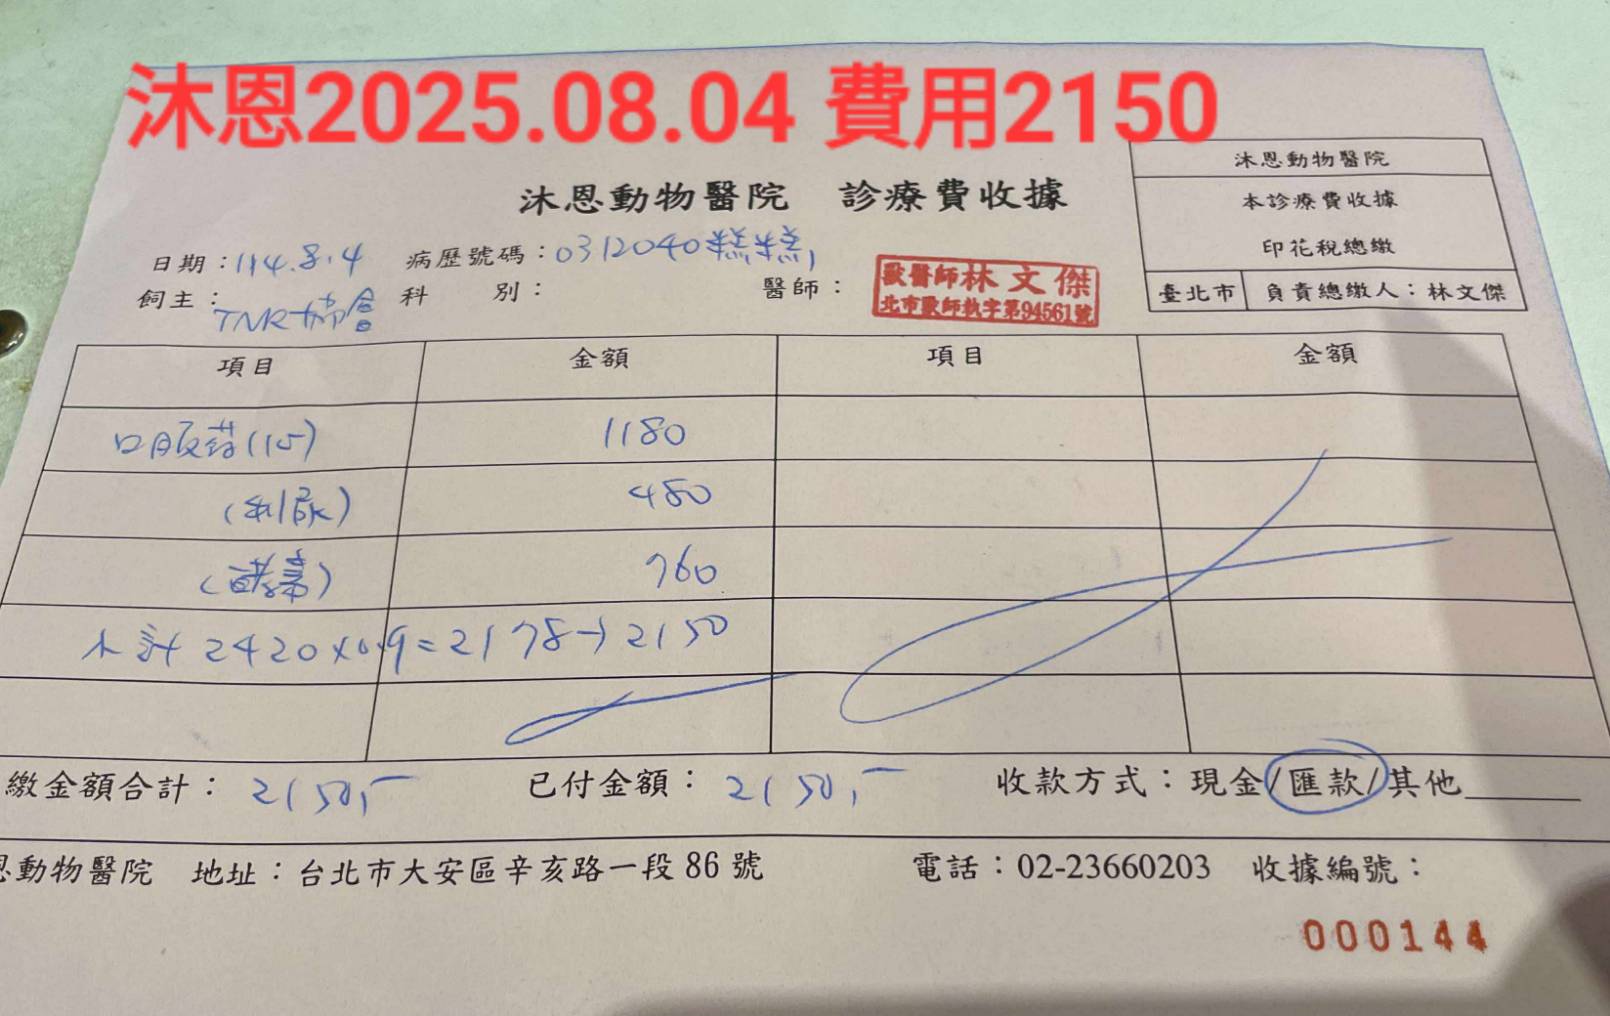 沐恩2025.08.04 費用2150
沐恩動物醫院
本診療費收據
印花稅總繳
臺北市 負責總繳人：林文傑
沐恩動物醫院 診療費收據
日期：114.8.4 病歷號碼：0312040糕糕
飼主：TNR協會 科 別： 醫師：
獸醫師林文傑
北市獸師執字第94561號
項目 金額 項目 金額
口服葯(15) 1180
(利尿) 480
(酵素) 760
小計 2420x0.9=2178→2150
繳金額合計：2150,- 已付金額：2150,- 收款方式：現金/匯款/其他
恩動物醫院 地址：台北市大安區辛亥路一段86號 電話：02-23660203 收據編號：
000144